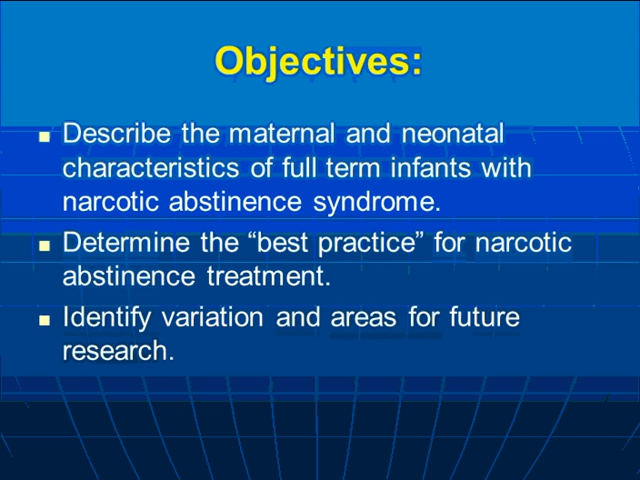 Objectives:
Describe the maternal and neonatal
characteristics of full term infants with
narcotic abstinence syndrome.
Determine the “best practice” for narcotic
abstinence treatment.
Identify variation and areas for future
research.